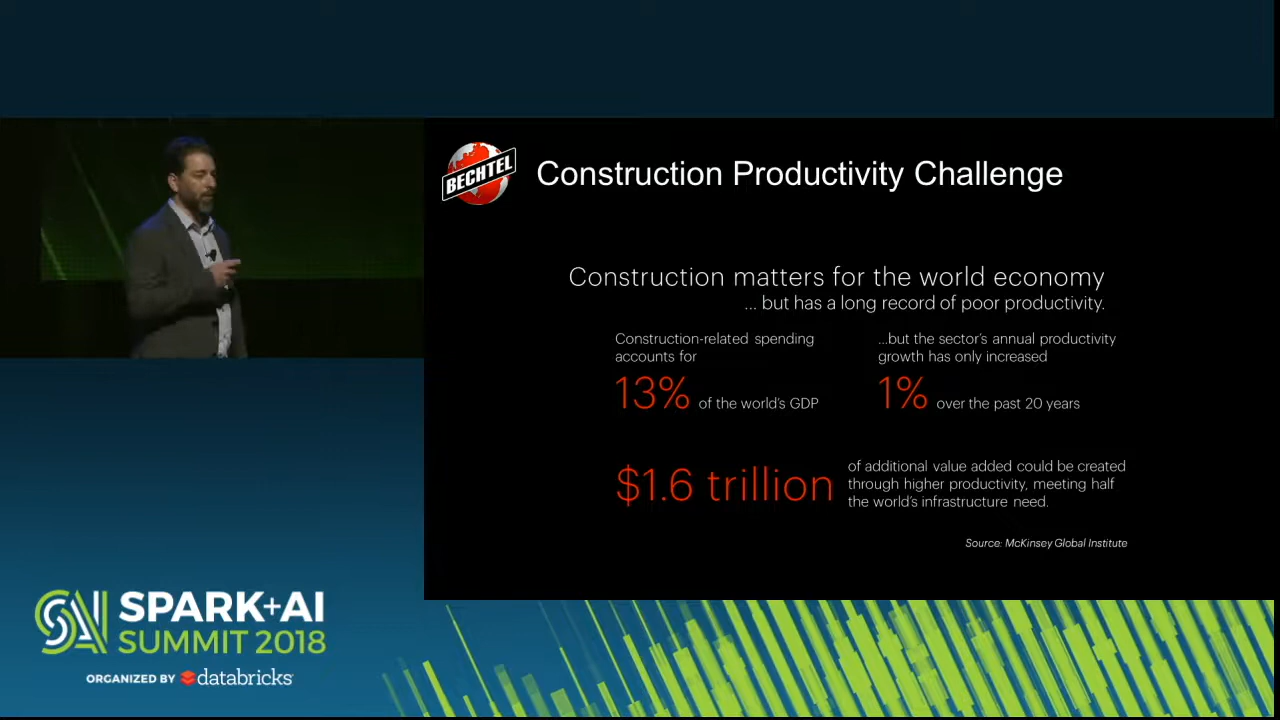 BECHTEL
Construction Productivity Challenge
Construction matters for the world economy
... but has a long record of poor productivity.
Construction-related spending
accounts for
13% of the world's GDP
...but the sector's annual productivity
growth has only increased
1% over the past 20 years
$1.6 trillion
of additional value added could be created
through higher productivity, meeting half
the world's infrastructure need.
Source: McKinsey Global Institute
SAI
SPARK+AI
SUMMIT 2018
ORGANIZED BY databricks